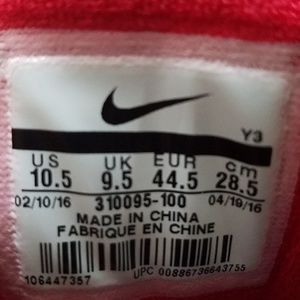 Y3
US UK EUR cm
10.5 9.5 44.5 28.5
02/10/16 310095-100 04/19/16
MADE IN CHINA
FABRIQUE EN CHINE
106447357
UPC 00886736643755